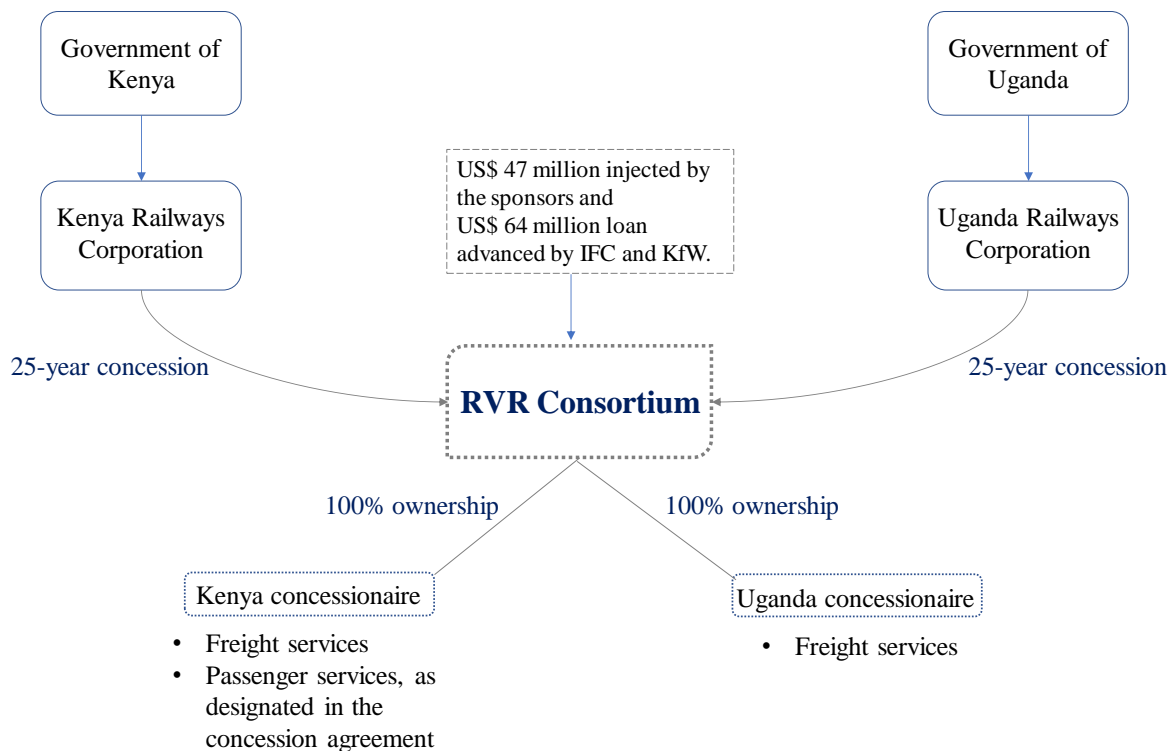 Government of
Kenya
Government of
Uganda
US$ 47 million injected by
the sponsors and
US$ 64 million loan
advanced by IFC and KfW.
Kenya Railways
Corporation
Uganda Railways
Corporation
25-year concession
25-year concession
RVR Consortium
100% ownership
100% ownership
Kenya concessionaire
• Freight services
• Passenger services, as
designated in the
concession agreement
Uganda concessionaire
• Freight services